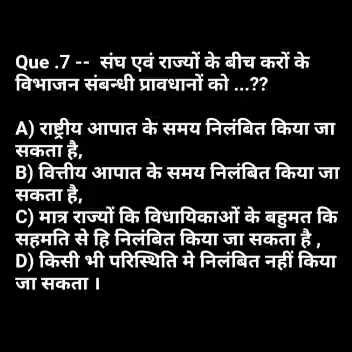 Que .7 -- संघ एवं राज्यों के बीच करों के
विभाजन संबन्धी प्रावधानों को ...??
A) राष्ट्रीय आपात के समय निलंबित किया जा
सकता है,
B) वित्तीय आपात के समय निलंबित किया जा
सकता है,
C) मात्र राज्यों कि विधायिकाओं के बहुमत कि
सहमति से हि निलंबित किया जा सकता है ,
D) किसी भी परिस्थिति मे निलंबित नहीं किया
जा सकता ।